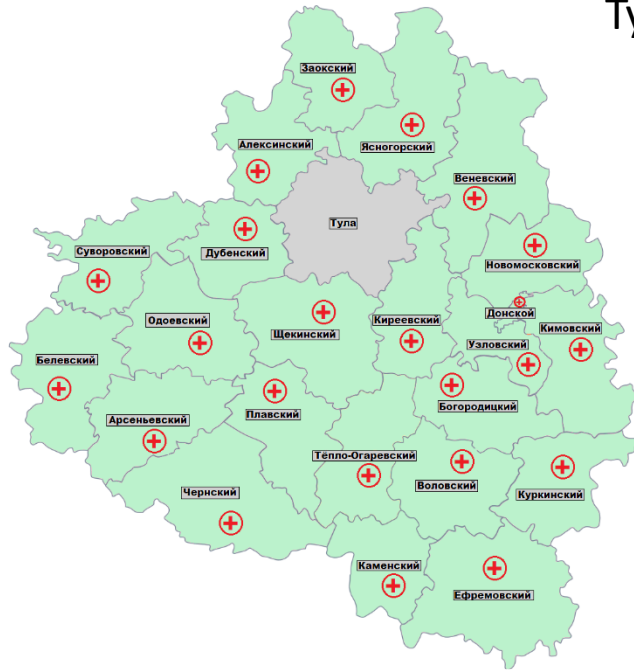 Ту
Заокский
Алексинский
Ясногорский
Веневский
Тула
Суворовский
Дубенский
Новомосковский
Одоевский
Щекинский
Киреевский
Донской
Кимовский
Узловский
Белевский
Арсеньевский
Плавский
Богородицкий
Тёпло-Огаревский
Воловский
Куркинский
Чернский
Каменский
Ефремовский